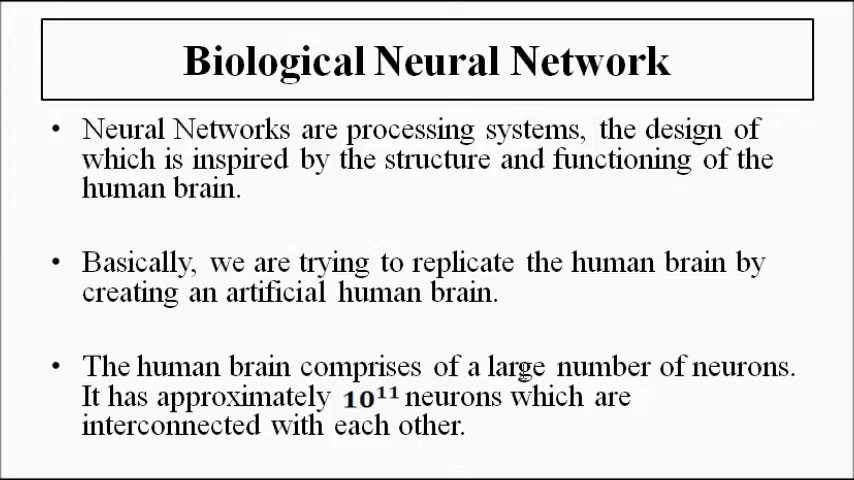 Biological Neural Network
• Neural Networks are processing systems, the design of
which is inspired by the structure and functioning of the
human brain.
• Basically, we are trying to replicate the human brain by
creating an artificial human brain.
• The human brain comprises of a large number of neurons.
It has approximately 10¹¹ neurons which are
interconnected with each other.